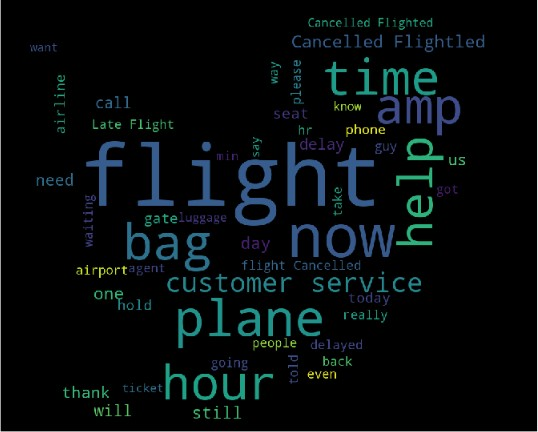 Cancelled Flighted
Cancelled Flightled
want
way
please
time
airline
call
know
amp
seat
Late Flight
hr
phone
say
delay
guy
help
us
flight
min
need
take
got
waiting
gate
luggage
bag
day
now
airport
agent
flight Cancelled
customer service
one
hold
today
plane
really
people
delayed
going
told
back
hour
even
thank
ticket
will
still